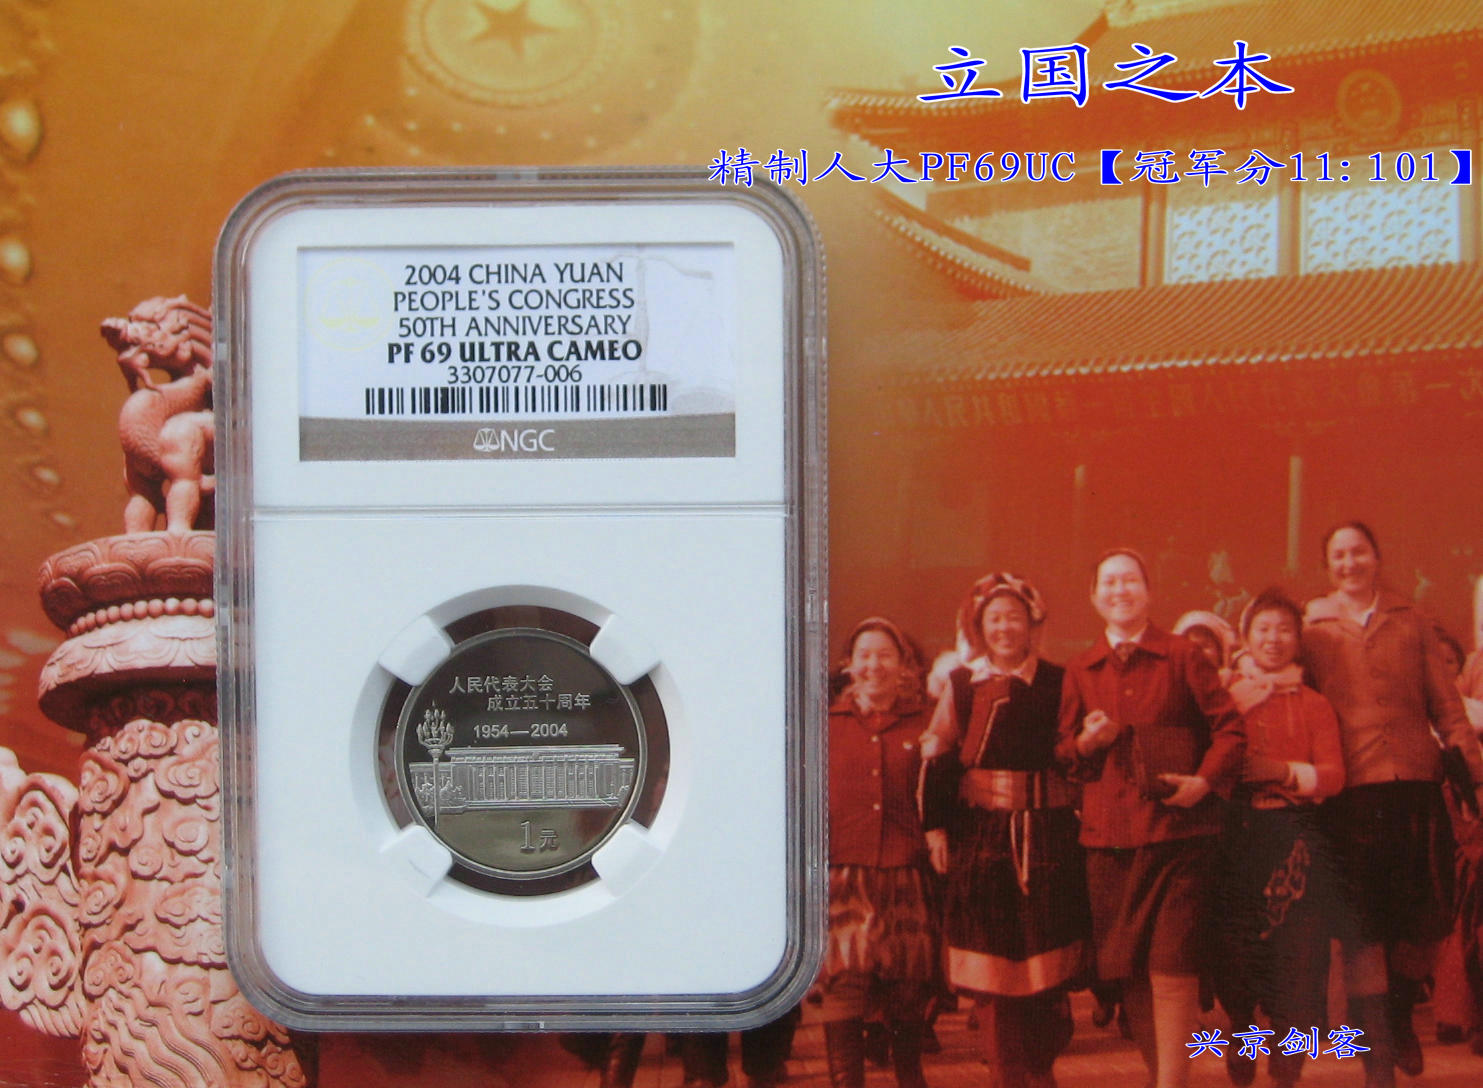 立国之本
精制人大PF69UC【冠军分11:101】
2004 CHINA YUAN
PEOPLE'S CONGRESS
50TH ANNIVERSARY
PF 69 ULTRA CAMEO
3307077-006
NGC
人民代表大会
成立五十周年
1954—2004
1元
兴京剑客